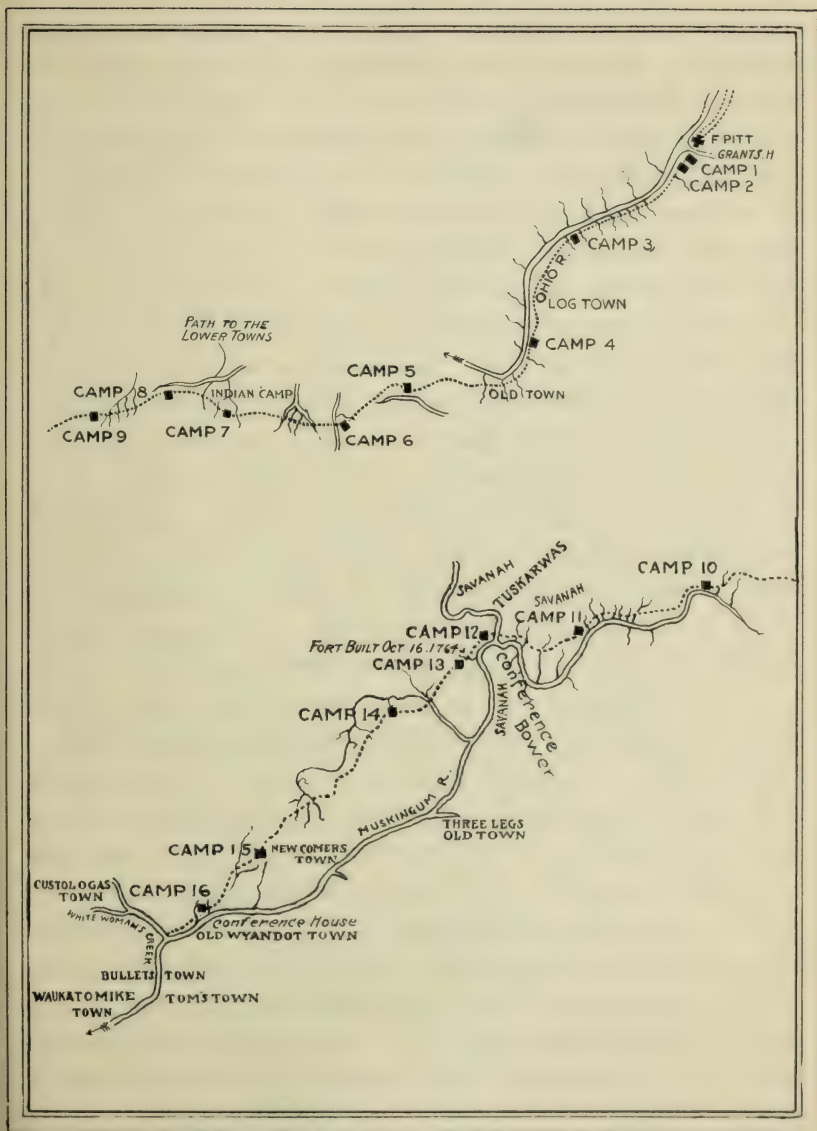 F PITT
GRANTS. H
CAMP 1
CAMP 2
CAMP 3
OHIO R.
LOG TOWN
CAMP 4
PATH TO THE
LOWER TOWNS
CAMP 5
OLD TOWN
CAMP 8
INDIAN CAMP
CAMP 9
CAMP 7
CAMP 6
SAVANAH
TUSKARWAS
CAMP 10
SAVANAH
CAMP 11
CAMP 12
FORT BUILT OCT 16.1764
CAMP 13
SAVANAH
Conference
Bower
CAMP 14
MUSKINGUM R.
THREE LEGS
OLD TOWN
CAMP 15
NEW COMERS
TOWN
CUSTOLOGAS
TOWN
CAMP 16
WHITE WOMANS
CREEK
Conference House
OLD WYANDOT TOWN
BULLETS TOWN
WAUKATOMIKE
TOWN
TOM'S TOWN